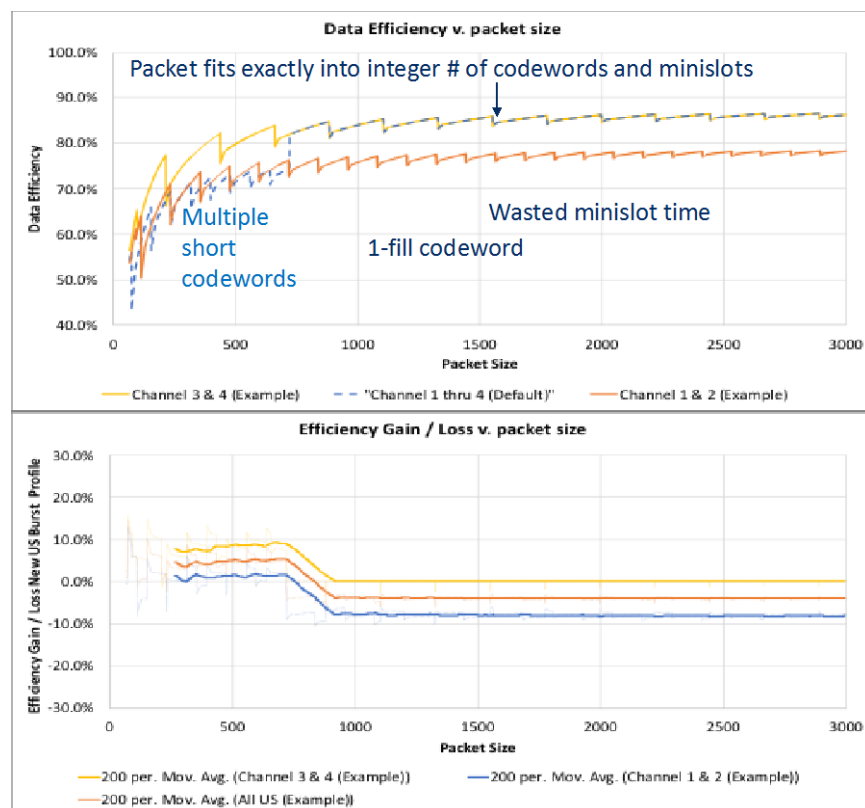 Data Efficiency v. packet size
100.0%
Packet fits exactly into integer # of codewords and minislots
90.0%
80.0%
70.0%
60.0%
50.0%
40.0%
Data Efficiency
Multiple
short
codewords
Wasted minislot time
1-fill codeword
0 500 1000 1500 2000 2500 3000
Packet Size
Channel 3 & 4 (Example) "Channel 1 thru 4 (Default)" Channel 1 & 2 (Example)
Efficiency Gain / Loss v. packet size
30.0%
20.0%
10.0%
0.0%
-10.0%
-20.0%
-30.0%
Efficiency Gain / Loss New US Burst Profile
0 500 1000 1500 2000 2500 3000
Packet Size
200 per. Mov. Avg. (Channel 3 & 4 (Example)) 200 per. Mov. Avg. (Channel 1 & 2 (Example))
200 per. Mov. Avg. (All US (Example))